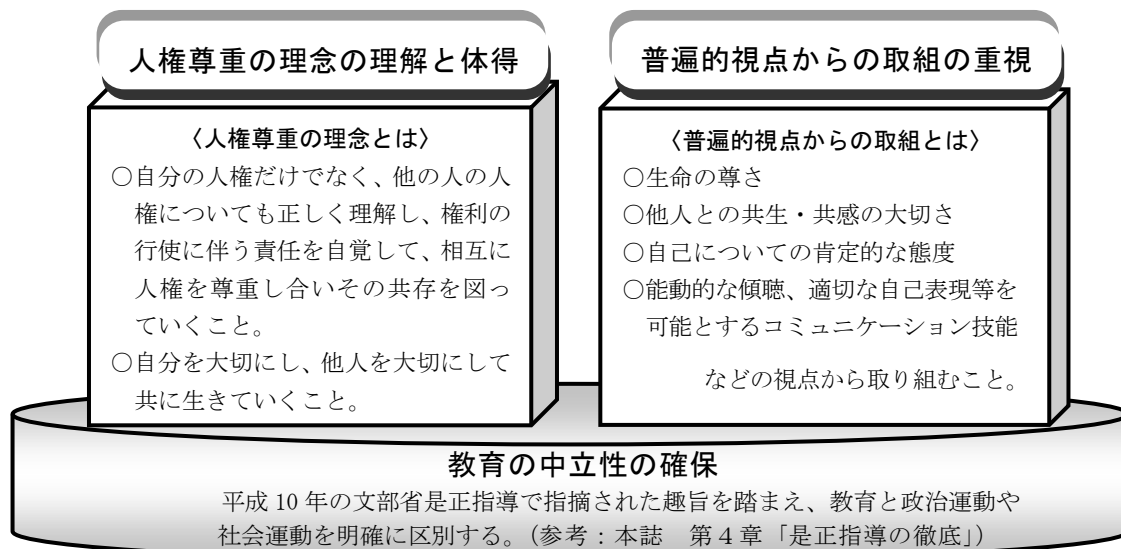 人権尊重の理念の理解と体得
〈人権尊重の理念とは〉
○自分の人権だけでなく、他の人の人
権についても正しく理解し、権利の
行使に伴う責任を自覚して、相互に
人権を尊重し合いその共存を図っ
ていくこと。
○自分を大切にし、他人を大切にして
共に生きていくこと。
普遍的視点からの取組の重視
〈普遍的視点からの取組とは〉
○生命の尊さ
○他人との共生・共感の大切さ
○自己についての肯定的な態度
○能動的な傾聴、適切な自己表現等を
可能とするコミュニケーション技能
などの視点から取り組むこと。
教育の中立性の確保
平成 10 年の文部省是正指導で指摘された趣旨を踏まえ、教育と政治運動や
社会運動を明確に区別する。（参考：本誌　第４章「是正指導の徹底」）